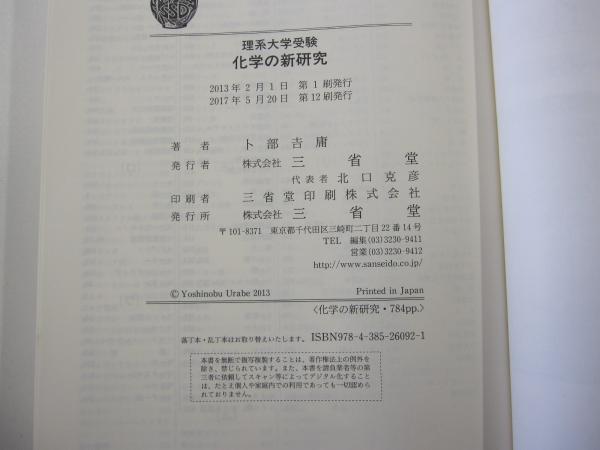 理系大学受験
化学の新研究
2013年2月1日 第1刷発行
2017年5月20日 第12刷発行
著者 卜部吉庸
発行者 株式会社 三省堂
代表者 北口克彦
印刷者 三省堂印刷株式会社
発行所 株式会社 三省堂
〒101-8371 東京都千代田区三崎町二丁目22番14号
TEL 編集(03)3230-9411
営業(03)3230-9412
http://www.sanseido.co.jp/
© Yoshinobu Urabe 2013 Printed in Japan
〈化学の新研究・784pp.〉
落丁本・乱丁本はお取り替えいたします。 ISBN978-4-385-26092-1
本書を無断で複写複製することは、著作権法上の例外を
除き、禁じられています。また、本書を請負業者等の第
三者に依頼してスキャン等によってデジタル化すること
は、たとえ個人や家庭内での利用であっても一切認めら
れておりません。